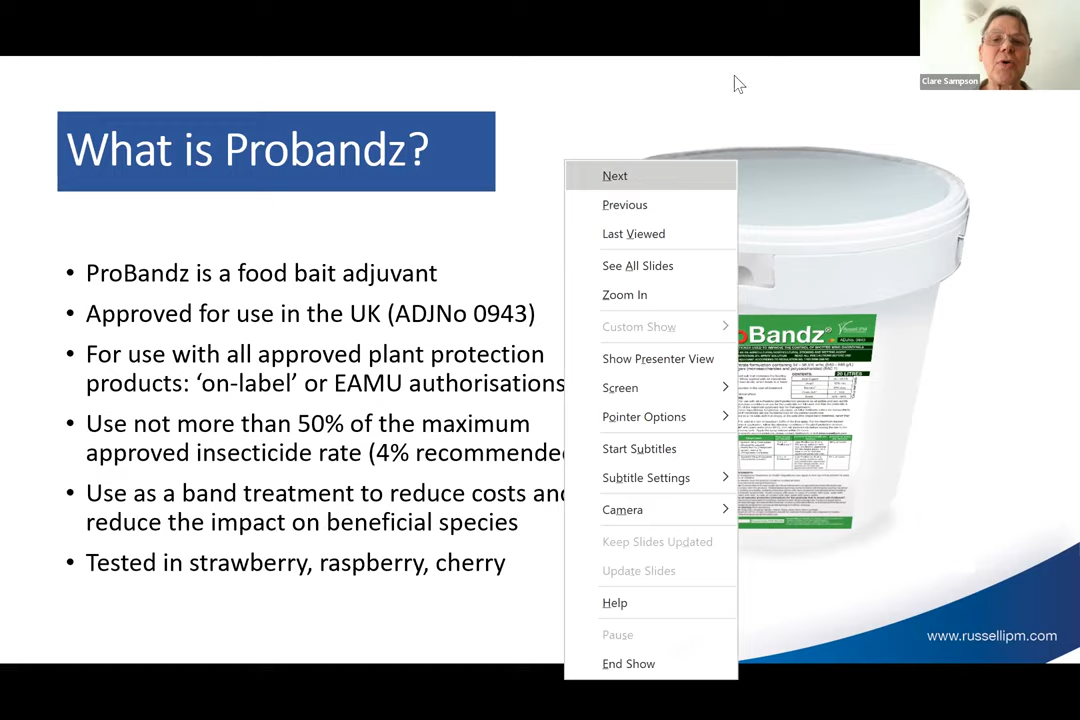 Clare Sampson
What is Probandz?
• ProBandz is a food bait adjuvant
• Approved for use in the UK (ADJNo 0943)
• For use with all approved plant protection
products: ‘on-label’ or EAMU authorisations
• Use not more than 50% of the maximum
approved insecticide rate (4% recommende
• Use as a band treatment to reduce costs and
reduce the impact on beneficial species
• Tested in strawberry, raspberry, cherry
Next
Previous
Last Viewed
See All Slides
Zoom In
Custom Show
Show Presenter View
Screen
Pointer Options
Start Subtitles
Subtitle Settings
Camera
Keep Slides Updated
Update Slides
Help
Pause
End Show
oBandz
www.russellipm.com